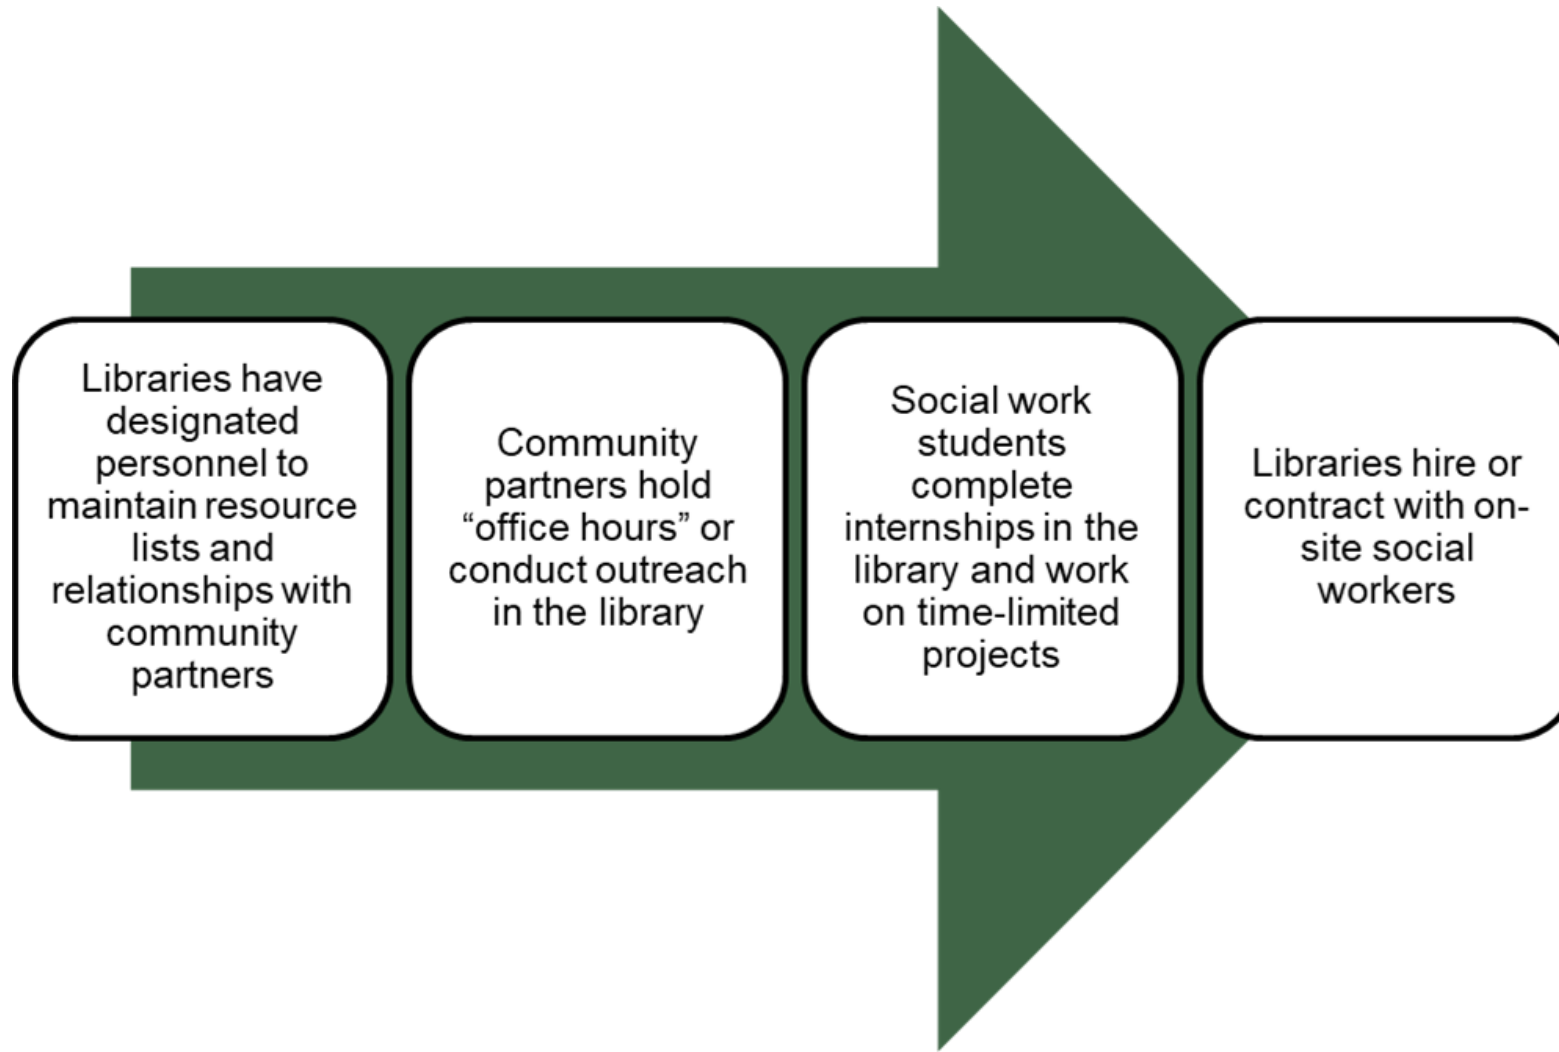 Libraries have
designated
personnel to
maintain resource
lists and
relationships with
community
partners
Community
partners hold
“office hours” or
conduct outreach
in the library
Social work
students
complete
internships in the
library and work
on time-limited
projects
Libraries hire or
contract with on-
site social
workers